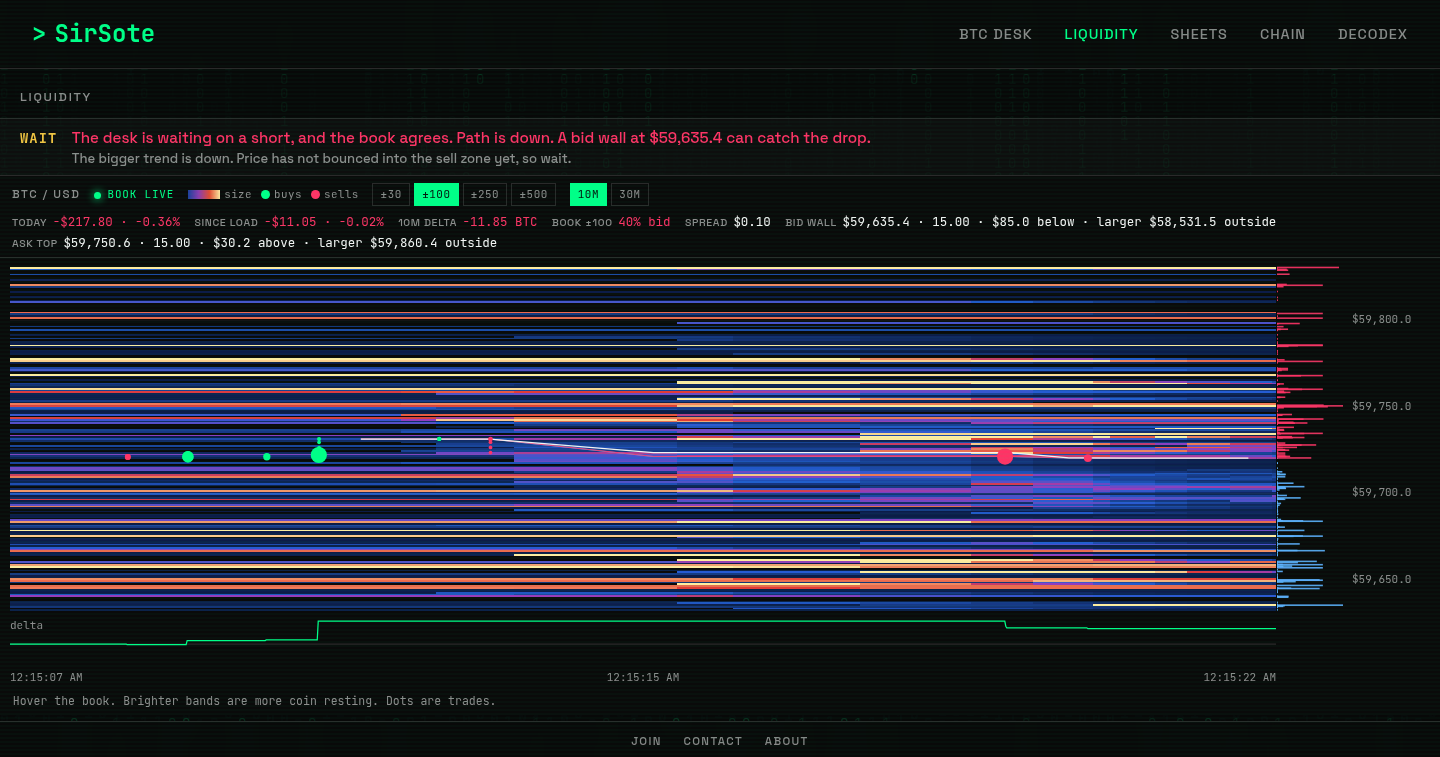 > SirSote
BTC DESK LIQUIDITY SHEETS CHAIN DECODEX
LIQUIDITY
WAIT The desk is waiting on a short, and the book agrees. Path is down. A bid wall at $59,635.4 can catch the drop.
The bigger trend is down. Price has not bounced into the sell zone yet, so wait.
BTC / USD BOOK LIVE size buys sells ±30 ±100 ±250 ±500 10M 30M
TODAY -$217.80 · -0.36% SINCE LOAD -$11.05 · -0.02% 10M DELTA -11.85 BTC BOOK ±100 40% bid SPREAD $0.10 BID WALL $59,635.4 · 15.00 · $85.0 below · larger $58,531.5 outside
ASK TOP $59,750.6 · 15.00 · $30.2 above · larger $59,860.4 outside
$59,800.0
$59,750.0
$59,700.0
$59,650.0
delta
12:15:07 AM 12:15:15 AM 12:15:22 AM
Hover the book. Brighter bands are more coin resting. Dots are trades.
JOIN CONTACT ABOUT